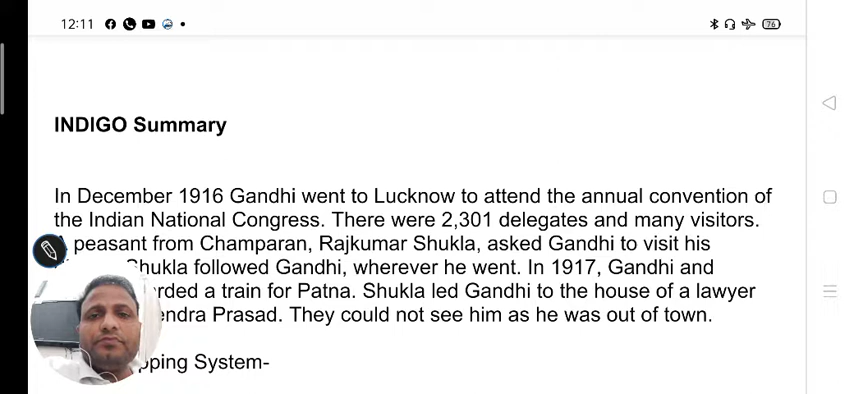 12:11
76
INDIGO Summary
In December 1916 Gandhi went to Lucknow to attend the annual convention of
the Indian National Congress. There were 2,301 delegates and many visitors.
peasant from Champaran, Rajkumar Shukla, asked Gandhi to visit his
Shukla followed Gandhi, wherever he went. In 1917, Gandhi and
a train for Patna. Shukla led Gandhi to the house of a lawyer
Prasad. They could not see him as he was out of town.
System-